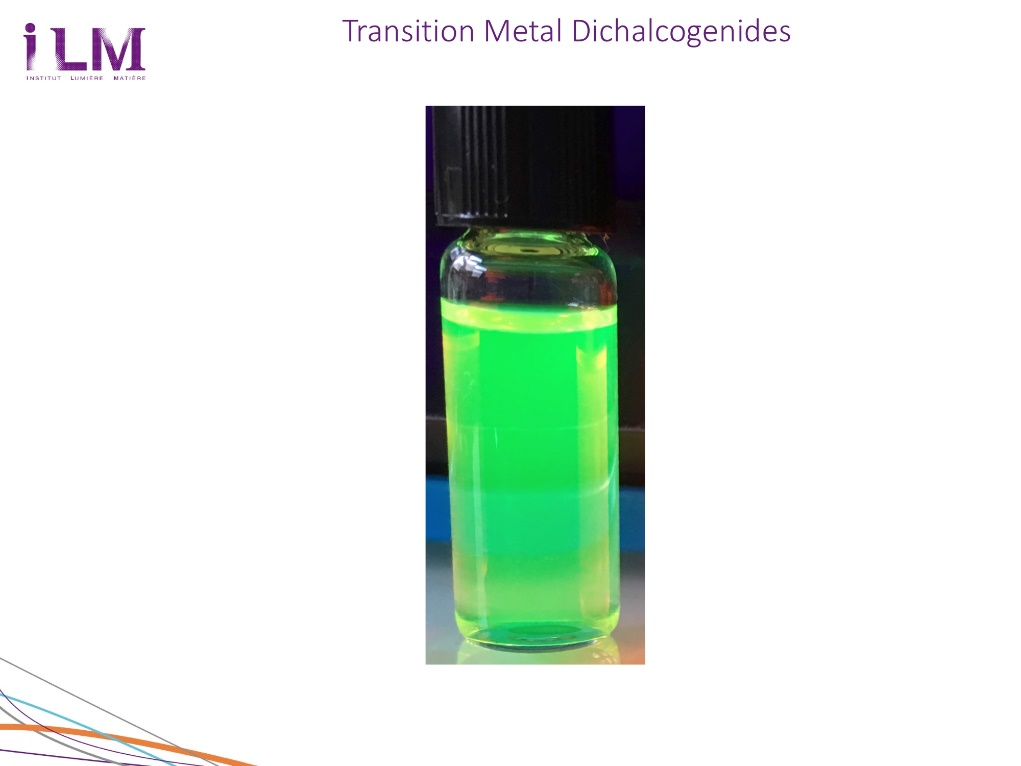 Transition Metal Dichalcogenides
iLM
INSTITUT LUMIÈRE MATIÈRE